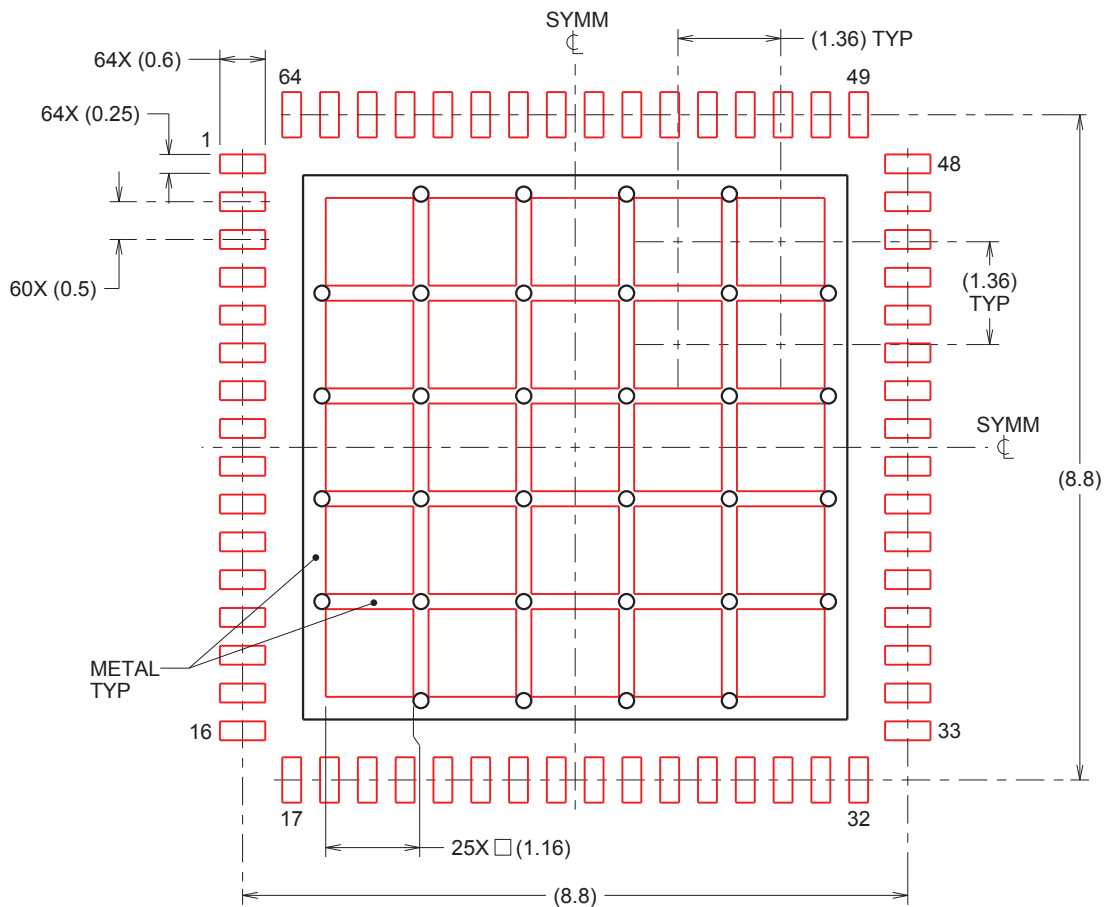 SYMM
℄
(1.36) TYP
64X (0.6)
64
49
64X (0.25)
1
48
60X (0.5)
(1.36)
TYP
SYMM
℄
(8.8)
METAL
TYP
16
33
17
32
25X □ (1.16)
(8.8)